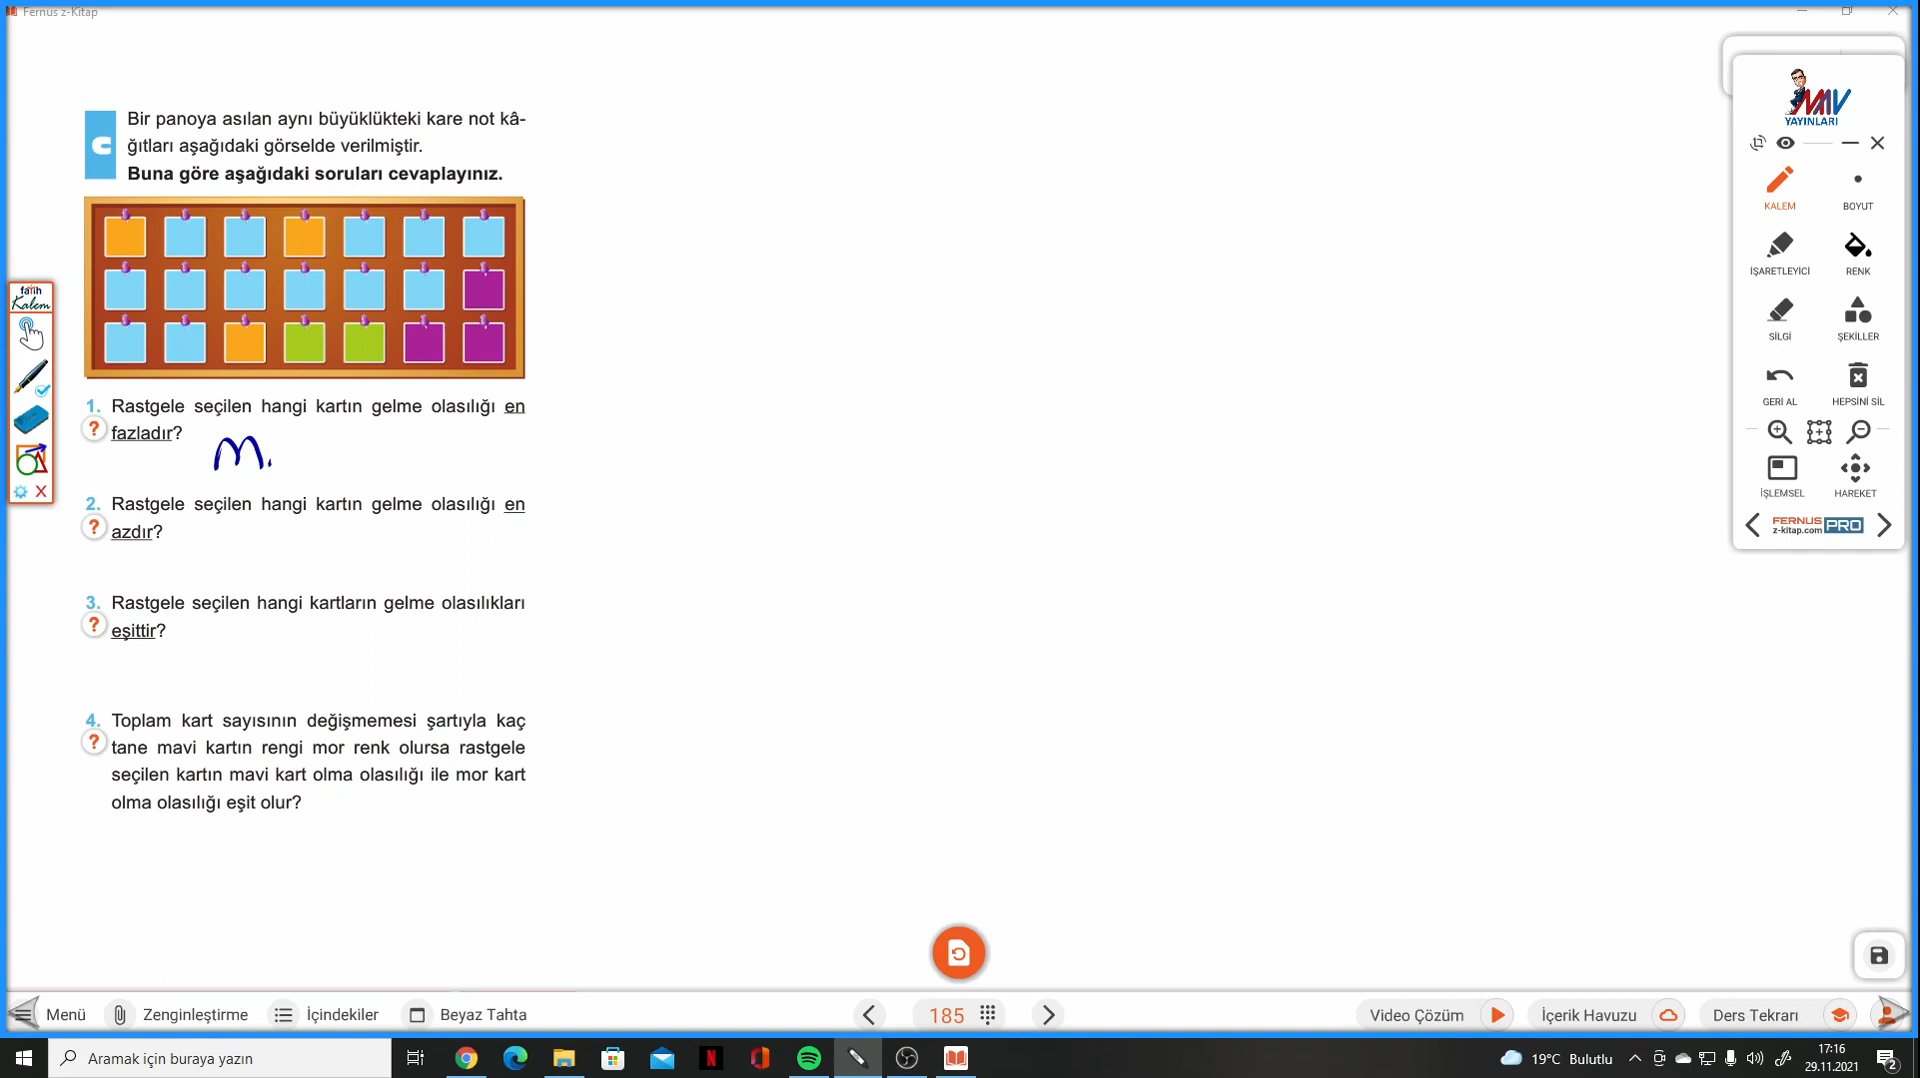 Fernus z-Kitap
C
Bir panoya asılan aynı büyüklükteki kare not kâ-
ğıtları aşağıdaki görselde verilmiştir.
Buna göre aşağıdaki soruları cevaplayınız.
1. Rastgele seçilen hangi kartın gelme olasılığı en
? fazladır?
M.
2. Rastgele seçilen hangi kartın gelme olasılığı en
? azdır?
3. Rastgele seçilen hangi kartların gelme olasılıkları
? eşittir?
4. Toplam kart sayısının değişmemesi şartıyla kaç
? tane mavi kartın rengi mor renk olursa rastgele
seçilen kartın mavi kart olma olasılığı ile mor kart
olma olasılığı eşit olur?
fatih
Kalem
X
MAV
YAYINLARI
KALEM BOYUT
İŞARETLEYİCİ RENK
SİLGİ ŞEKİLLER
GERİ AL HEPSİNİ SİL
İŞLEMSEL HAREKET
FERNUS PRO
z-kitap.com
Menü Zenginleştirme İçindekiler Beyaz Tahta 185 Video Çözüm İçerik Havuzu Ders Tekrarı
Aramak için buraya yazın
N
19°C Bulutlu
17:16
29.11.2021
2